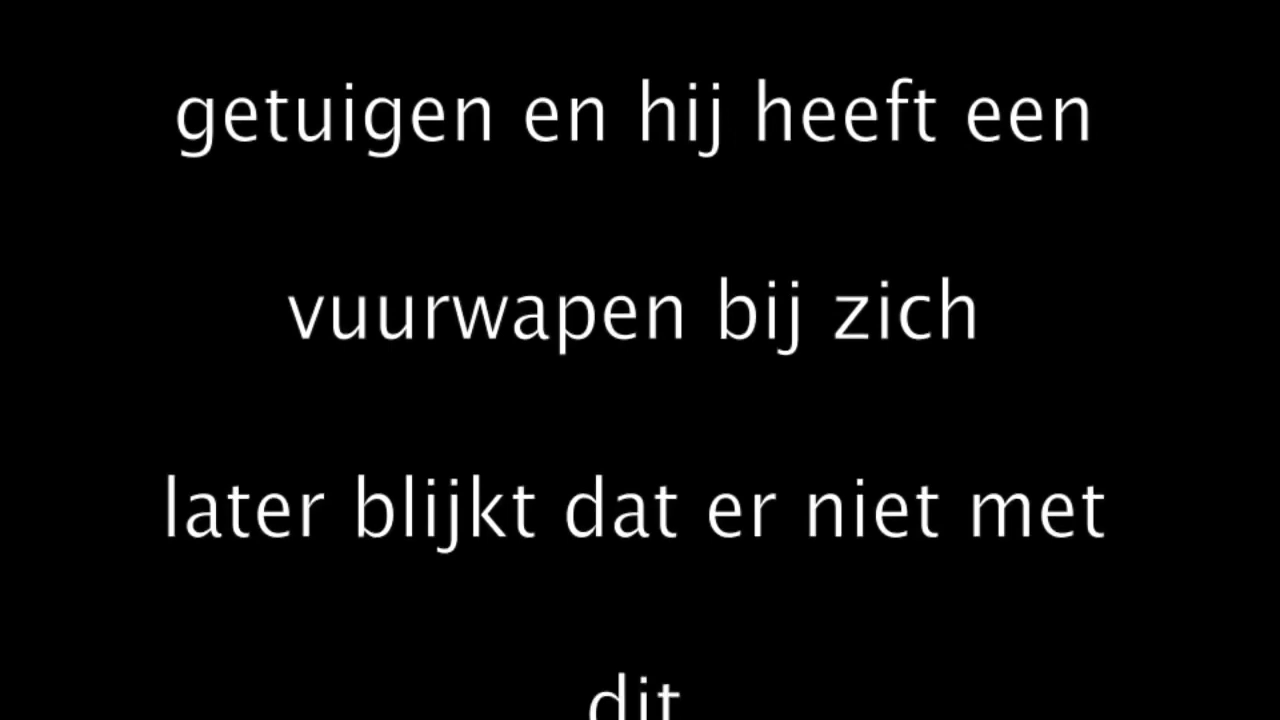 getuigen en hij heeft een
vuurwapen bij zich
later blijkt dat er niet met
dit